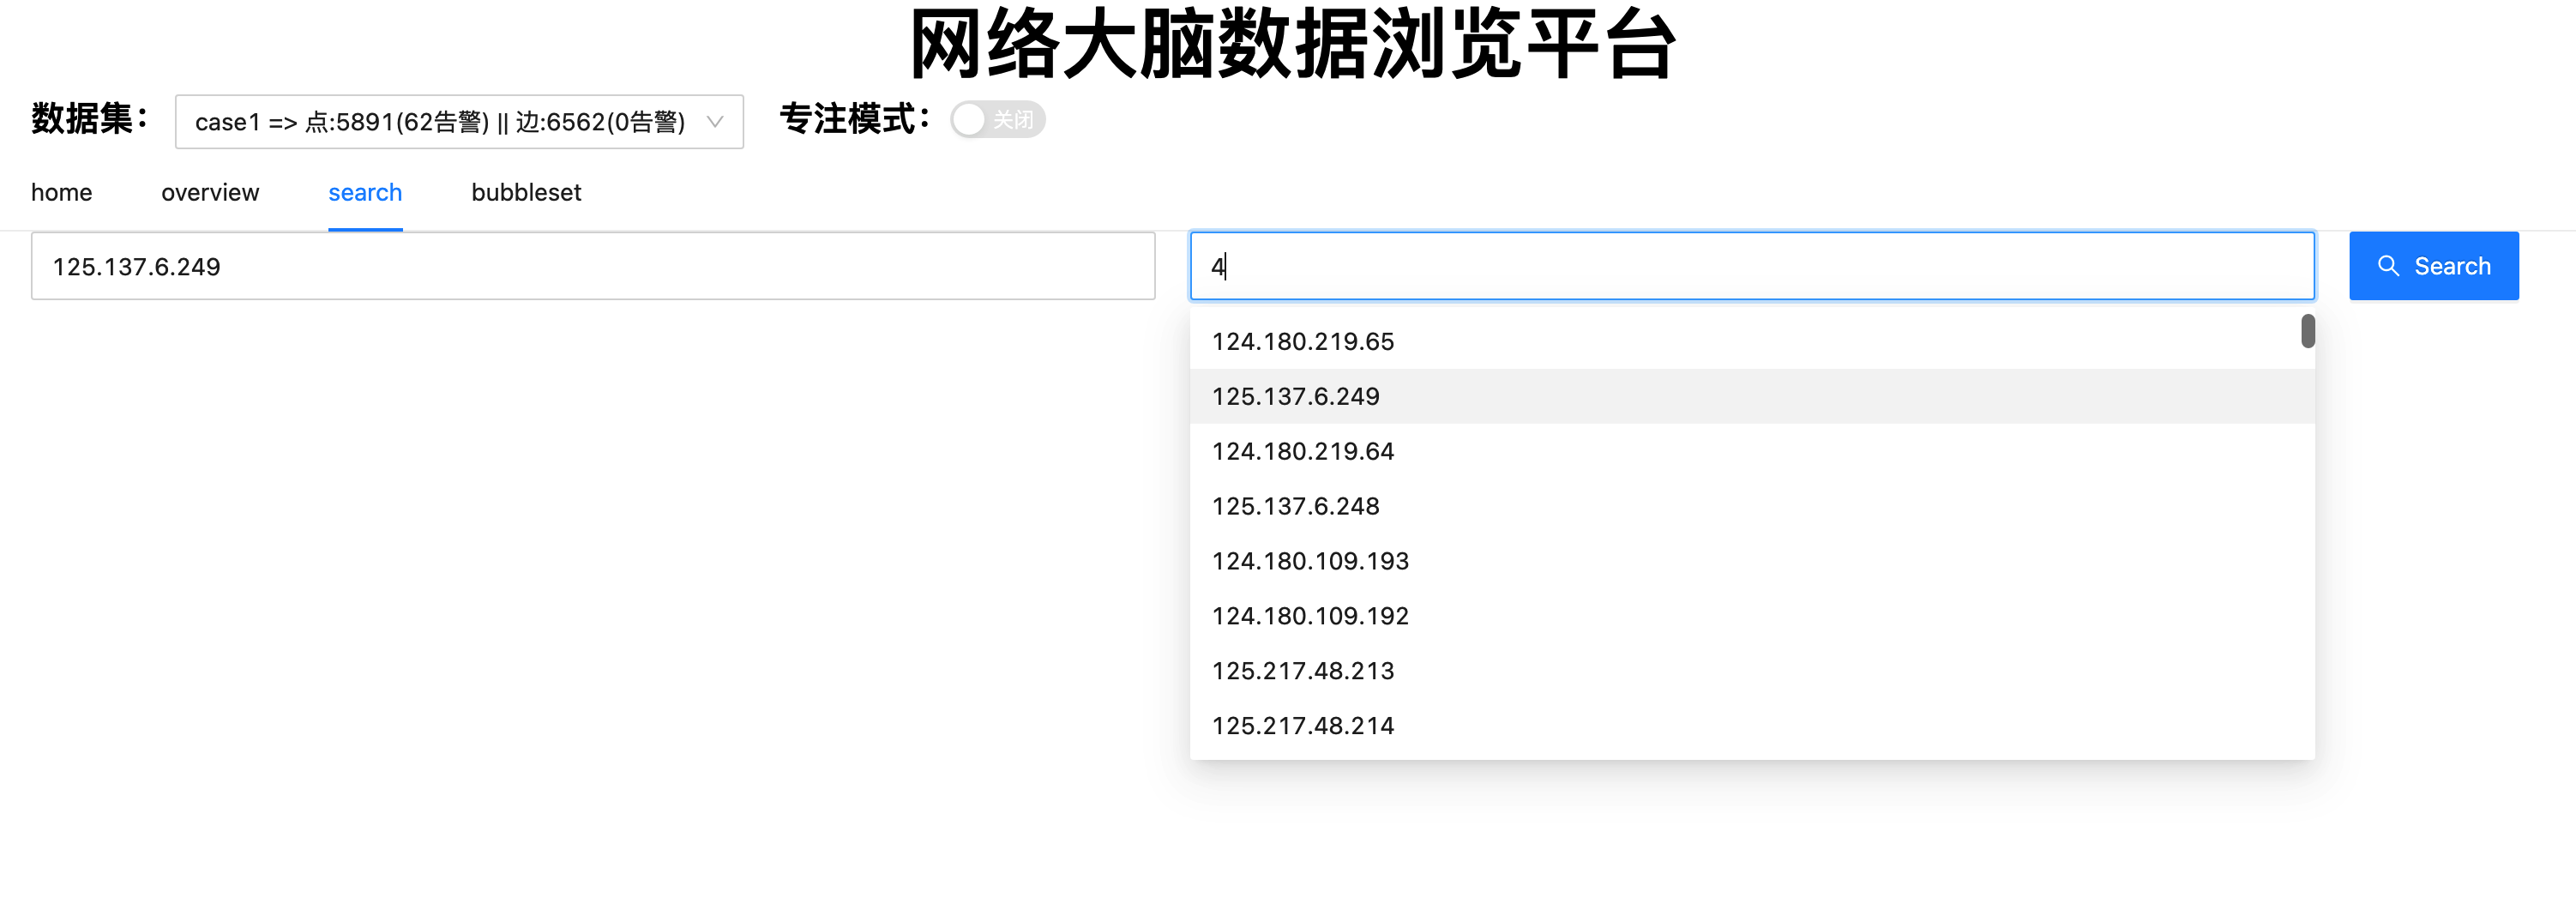 网络大脑数据浏览平台
数据集： case1 => 点:5891(62告警) || 边:6562(0告警) 专注模式： 关闭
home overview search bubbleset
125.137.6.249 4 Search
124.180.219.65
125.137.6.249
124.180.219.64
125.137.6.248
124.180.109.193
124.180.109.192
125.217.48.213
125.217.48.214